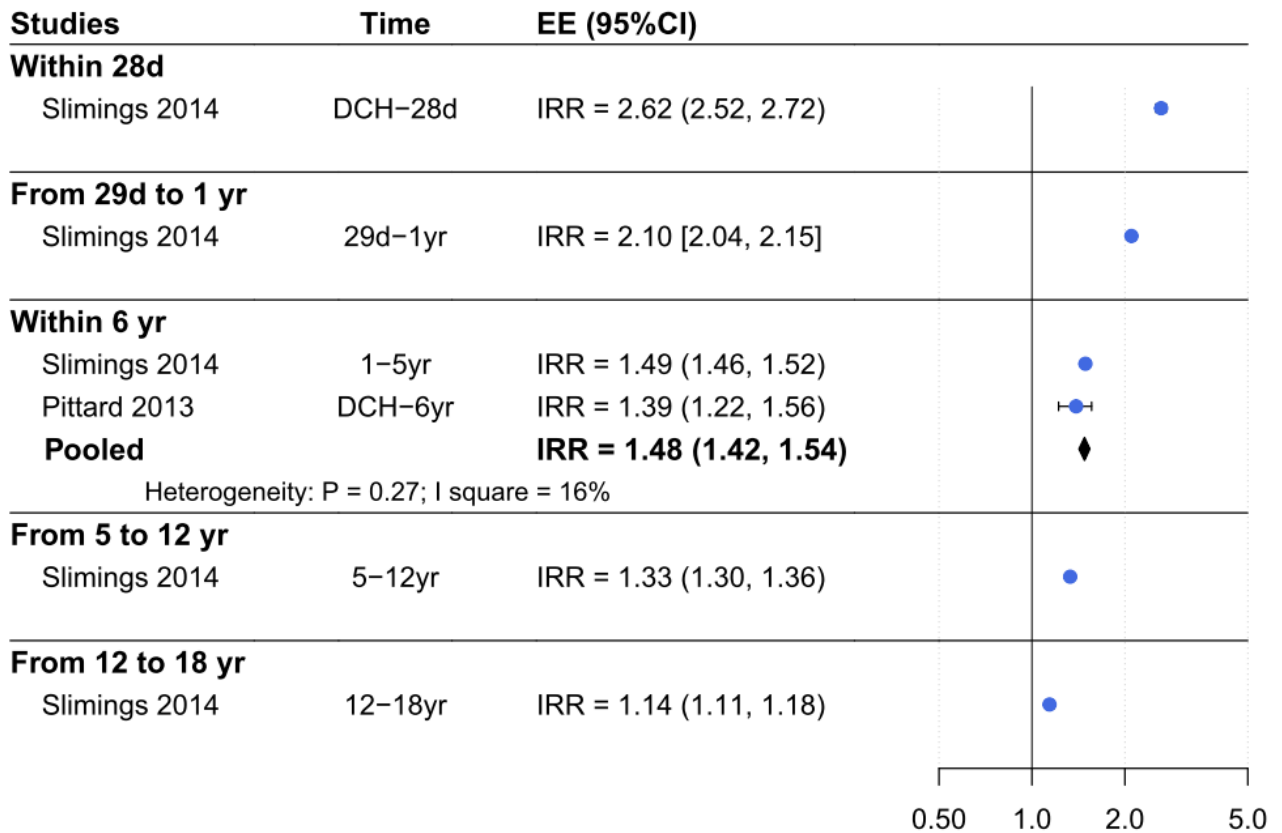 Studies Time EE (95%CI)
Within 28d
Slimings 2014 DCH−28d IRR = 2.62 (2.52, 2.72)
From 29d to 1 yr
Slimings 2014 29d−1yr IRR = 2.10 [2.04, 2.15]
Within 6 yr
Slimings 2014 1−5yr IRR = 1.49 (1.46, 1.52)
Pittard 2013 DCH−6yr IRR = 1.39 (1.22, 1.56)
Pooled IRR = 1.48 (1.42, 1.54)
Heterogeneity: P = 0.27; I square = 16%
From 5 to 12 yr
Slimings 2014 5−12yr IRR = 1.33 (1.30, 1.36)
From 12 to 18 yr
Slimings 2014 12−18yr IRR = 1.14 (1.11, 1.18)
0.50 1.0 2.0 5.0